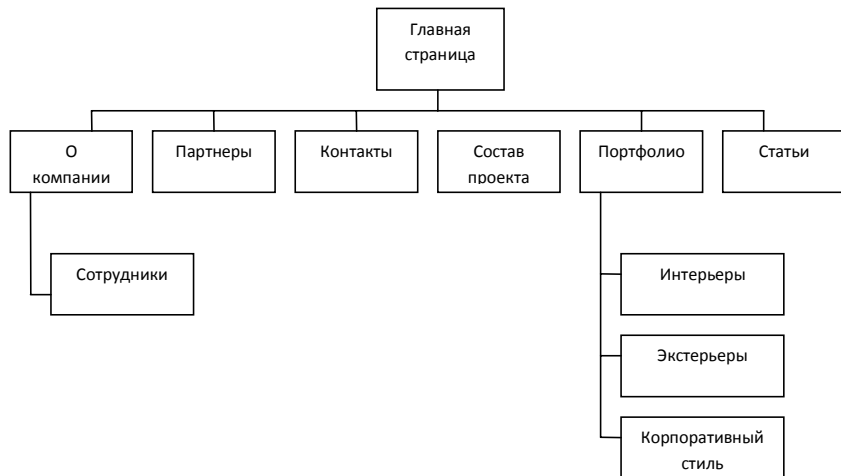 Главная
страница
О
компании
Партнеры
Контакты
Состав
проекта
Портфолио
Статьи
Сотрудники
Интерьеры
Экстерьеры
Корпоративный
стиль